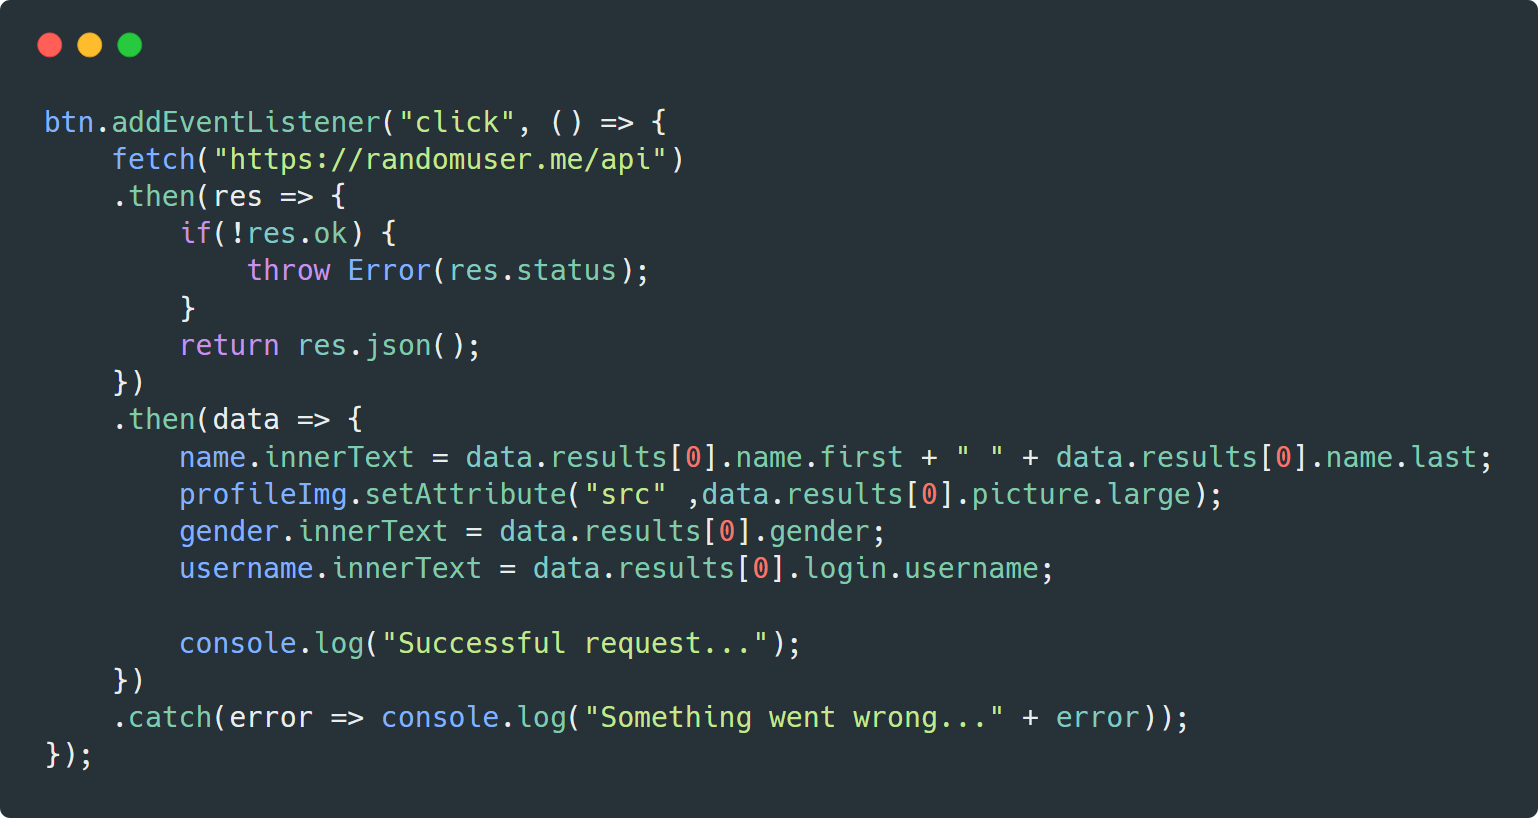 btn.addEventListener("click", () => {
    fetch("https://randomuser.me/api")
    .then(res => {
        if(!res.ok) {
            throw Error(res.status);
        }
        return res.json();
    })
    .then(data => {
        name.innerText = data.results[0].name.first + " " + data.results[0].name.last;
        profileImg.setAttribute("src" ,data.results[0].picture.large);
        gender.innerText = data.results[0].gender;
        username.innerText = data.results[0].login.username;

        console.log("Successful request...");
    })
    .catch(error => console.log("Something went wrong..." + error));
});